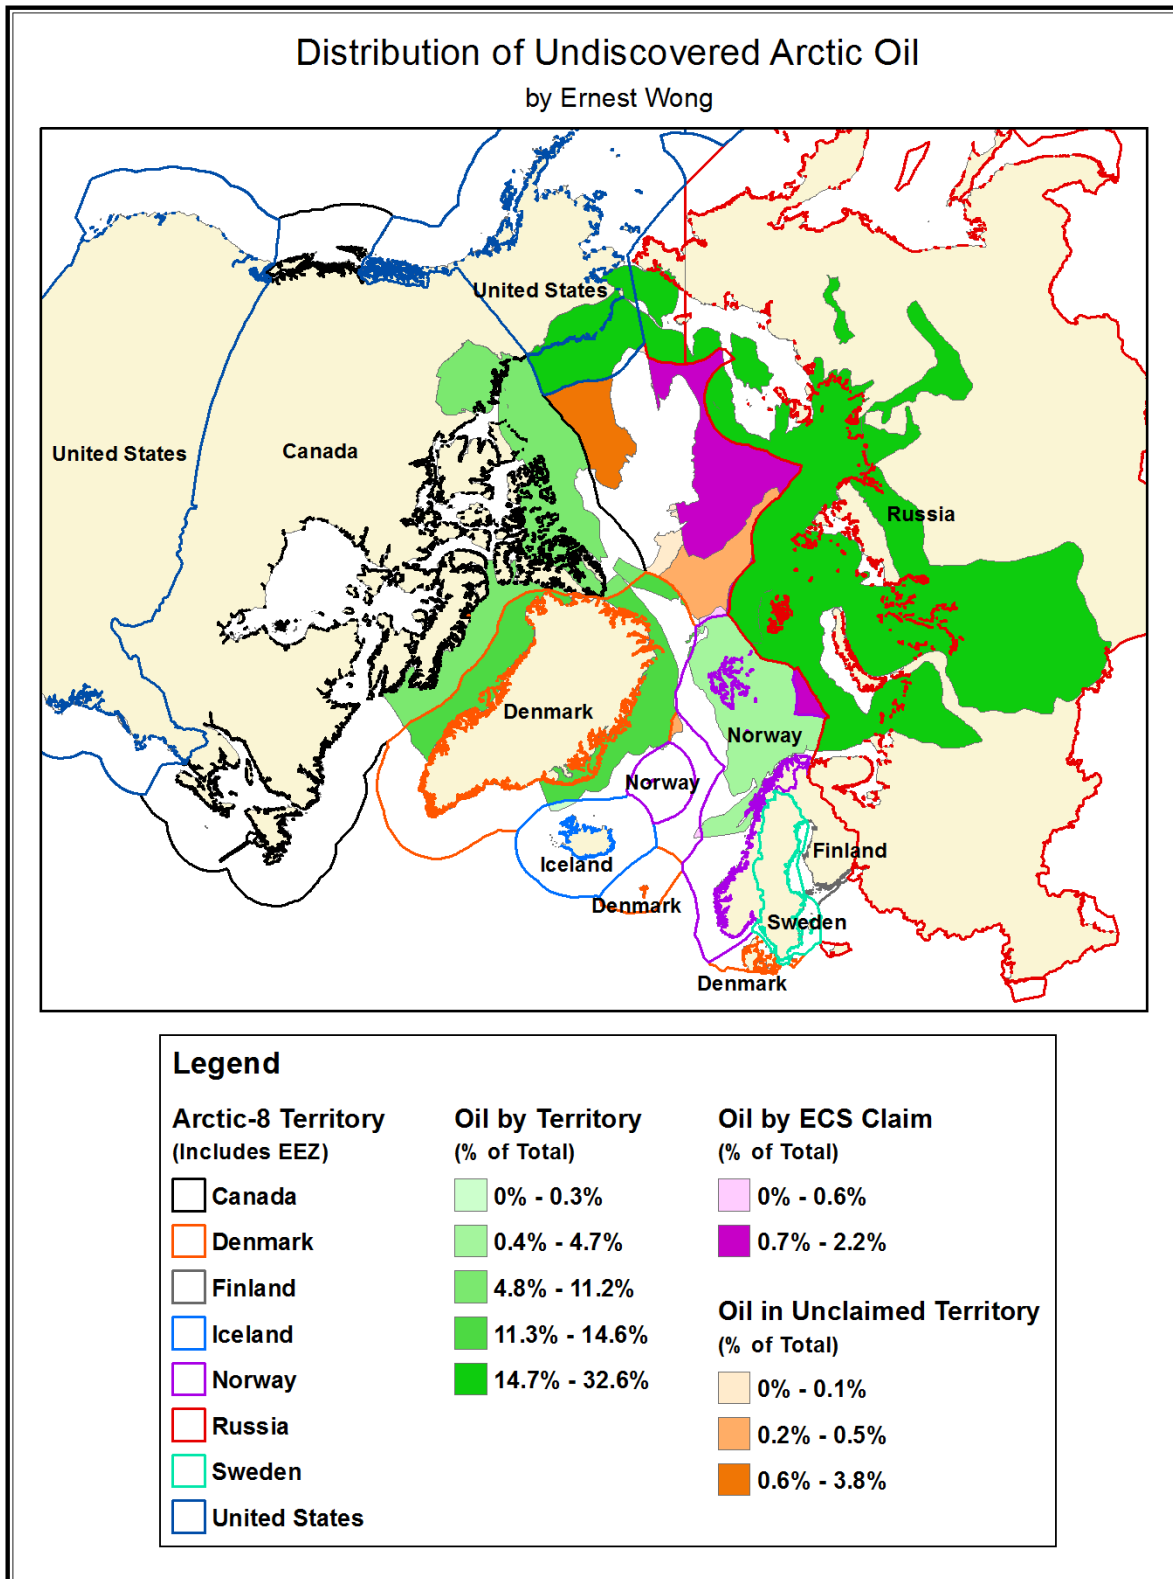 Distribution of Undiscovered Arctic Oil
by Ernest Wong
United States
United States
Canada
Russia
Denmark
Norway
Norway
Iceland
Finland
Denmark
Sweden
Denmark
Legend
Arctic-8 Territory
(Includes EEZ)
Canada
Denmark
Finland
Iceland
Norway
Russia
Sweden
United States
Oil by Territory
(% of Total)
0% - 0.3%
0.4% - 4.7%
4.8% - 11.2%
11.3% - 14.6%
14.7% - 32.6%
Oil by ECS Claim
(% of Total)
0% - 0.6%
0.7% - 2.2%
Oil in Unclaimed Territory
(% of Total)
0% - 0.1%
0.2% - 0.5%
0.6% - 3.8%